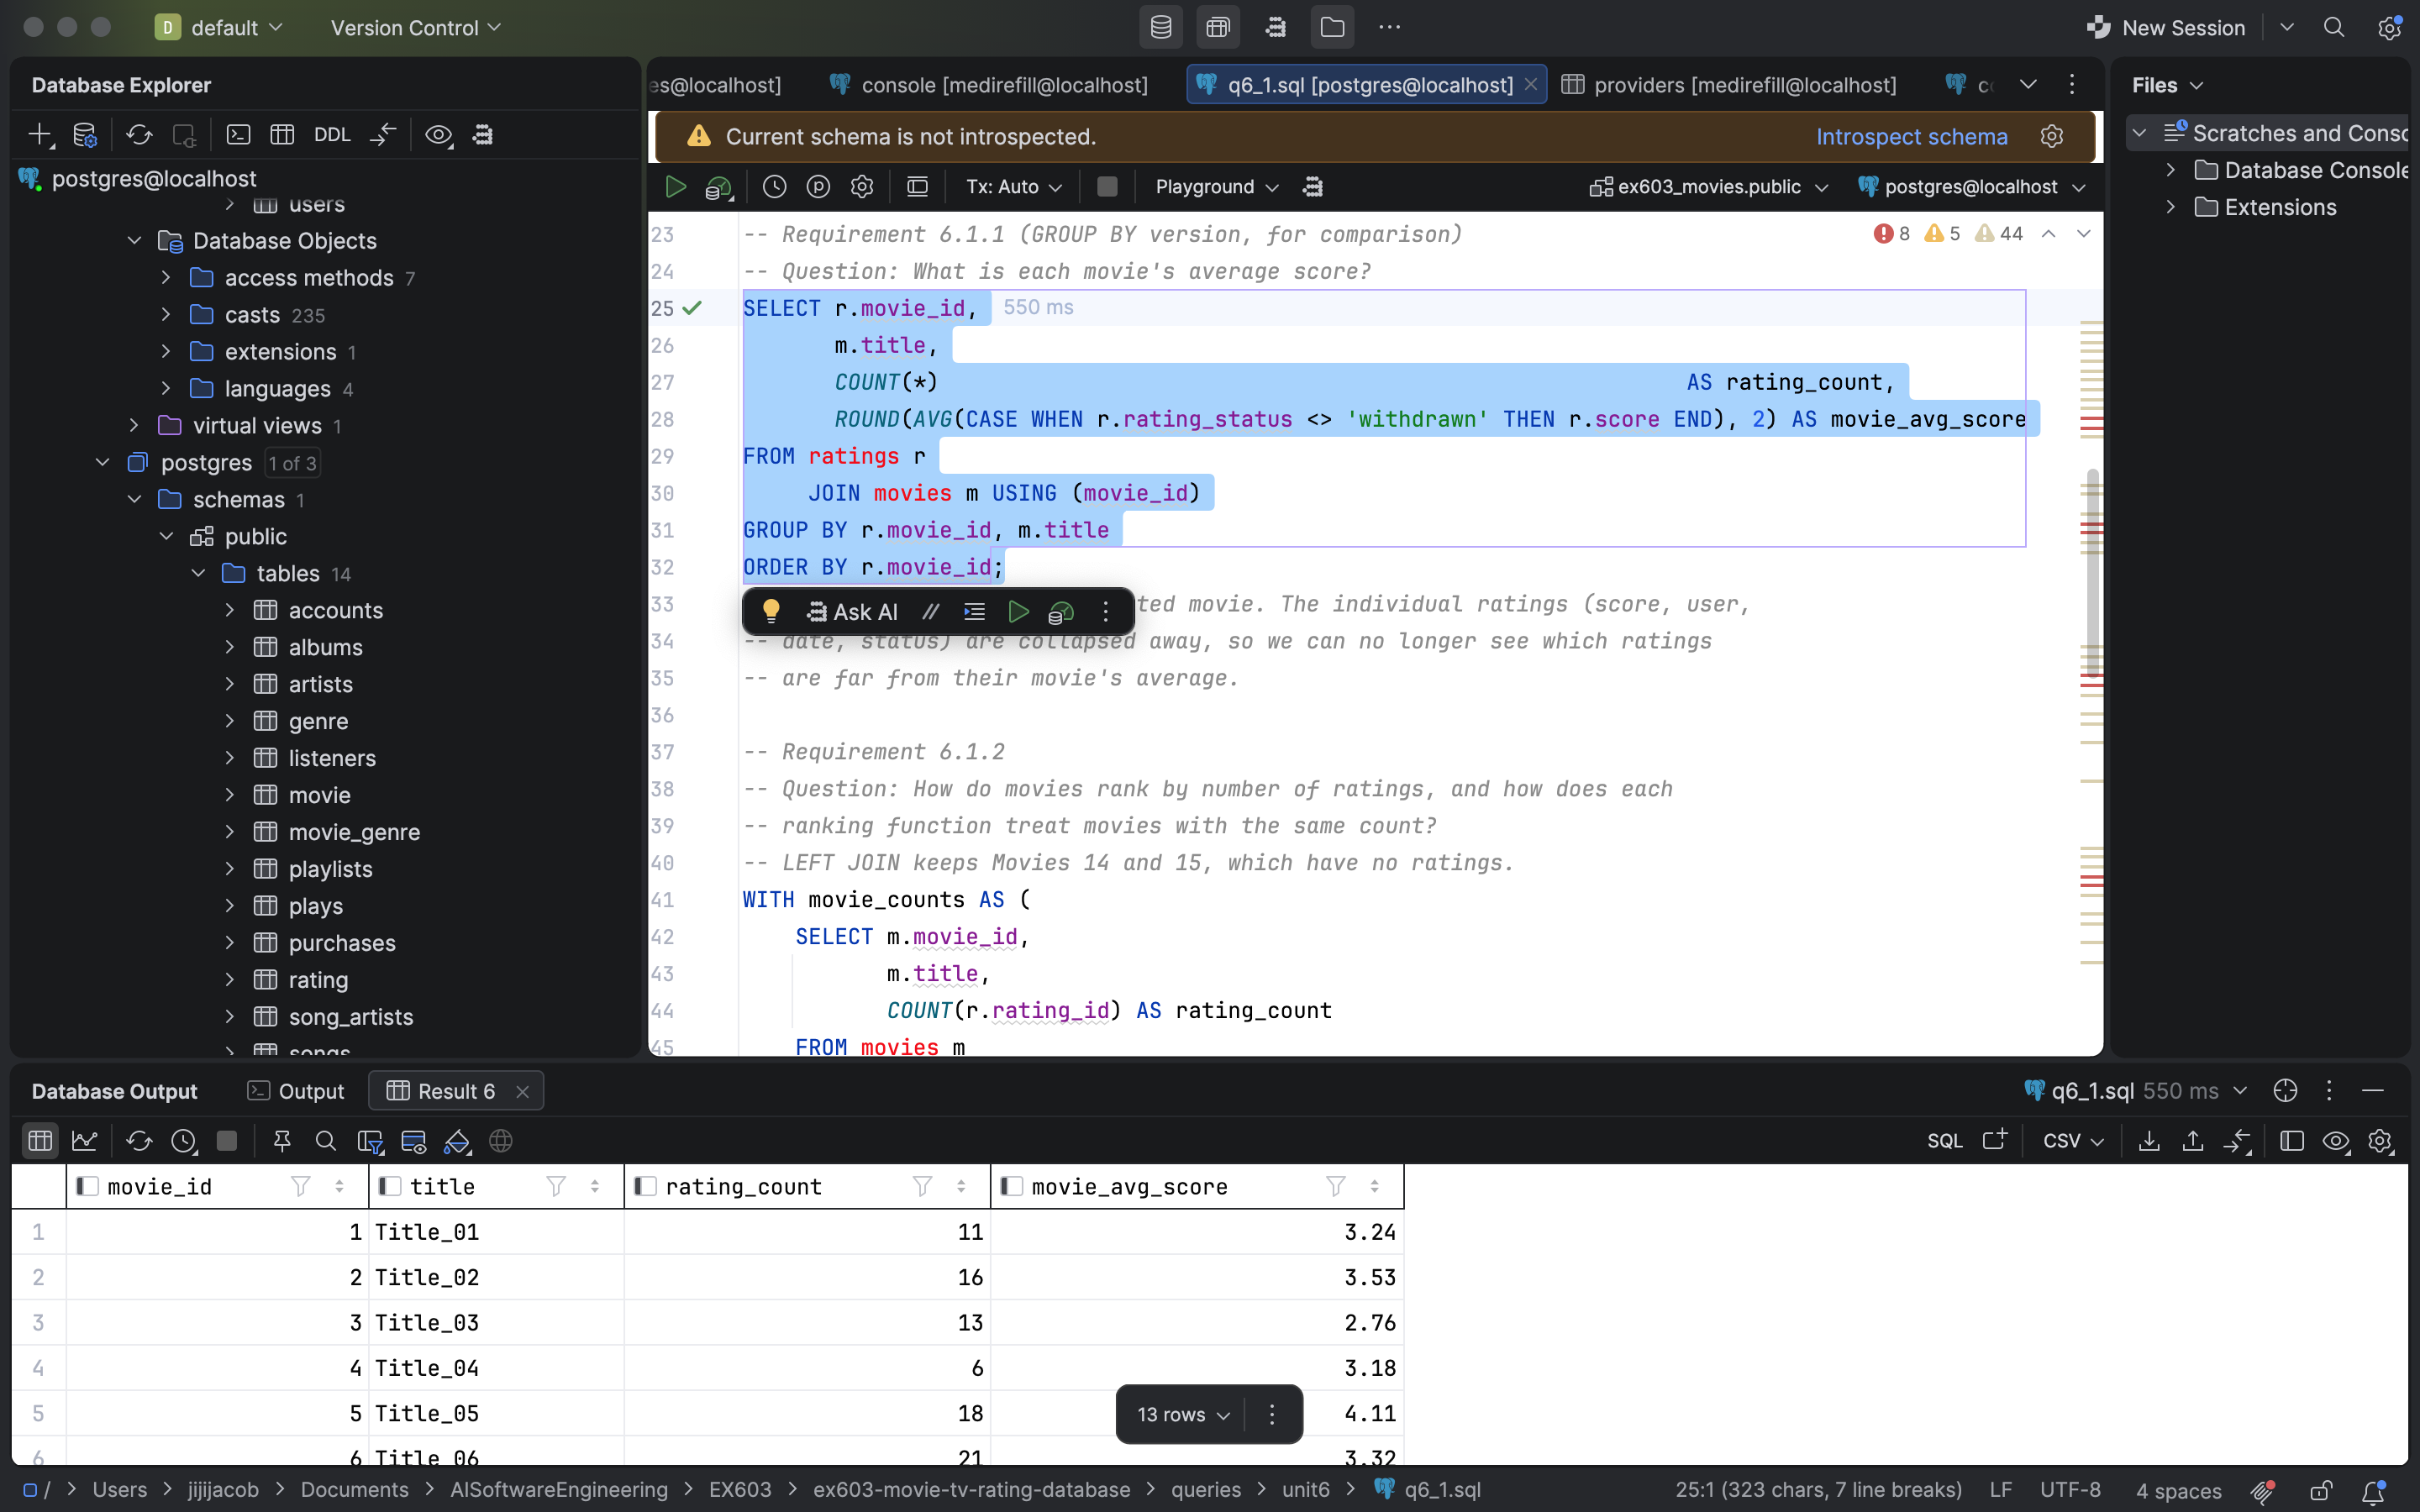 D default Version Control New Session
Database Explorer
DDL
postgres@localhost
users
Database Objects
access methods 7
casts 235
extensions 1
languages 4
virtual views 1
postgres 1 of 3
schemas 1
public
tables 14
accounts
albums
artists
genre
listeners
movie
movie_genre
playlists
plays
purchases
rating
song_artists
songs
es@localhost] console [medirefill@localhost] q6_1.sql [postgres@localhost] providers [medirefill@localhost]
Current schema is not introspected. Introspect schema
Tx: Auto Playground ex603_movies.public postgres@localhost
8 5 44
23 -- Requirement 6.1.1 (GROUP BY version, for comparison)
24 -- Question: What is each movie's average score?
25 SELECT r.movie_id, 550 ms
26 m.title,
27 COUNT(*) AS rating_count,
28 ROUND(AVG(CASE WHEN r.rating_status <> 'withdrawn' THEN r.score END), 2) AS movie_avg_score
29 FROM ratings r
30 JOIN movies m USING (movie_id)
31 GROUP BY r.movie_id, m.title
32 ORDER BY r.movie_id;
Ask AI
33 ted movie. The individual ratings (score, user,
34 -- date, status) are collapsed away, so we can no longer see which ratings
35 -- are far from their movie's average.
36
37 -- Requirement 6.1.2
38 -- Question: How do movies rank by number of ratings, and how does each
39 -- ranking function treat movies with the same count?
40 -- LEFT JOIN keeps Movies 14 and 15, which have no ratings.
41 WITH movie_counts AS (
42 SELECT m.movie_id,
43 m.title,
44 COUNT(r.rating_id) AS rating_count
45 FROM movies m
Files
Scratches and Conso
Database Console
Extensions
Database Output Output Result 6 q6_1.sql 550 ms
SQL CSV
movie_id title rating_count movie_avg_score
1 1 Title_01 11 3.24
2 2 Title_02 16 3.53
3 3 Title_03 13 2.76
4 4 Title_04 6 3.18
5 5 Title_05 18 4.11
6 6 Title_06 21 3.32
13 rows
/ Users jijijacob Documents AISoftwareEngineering EX603 ex603-movie-tv-rating-database queries unit6 q6_1.sql 25:1 (323 chars, 7 line breaks) LF UTF-8 4 spaces